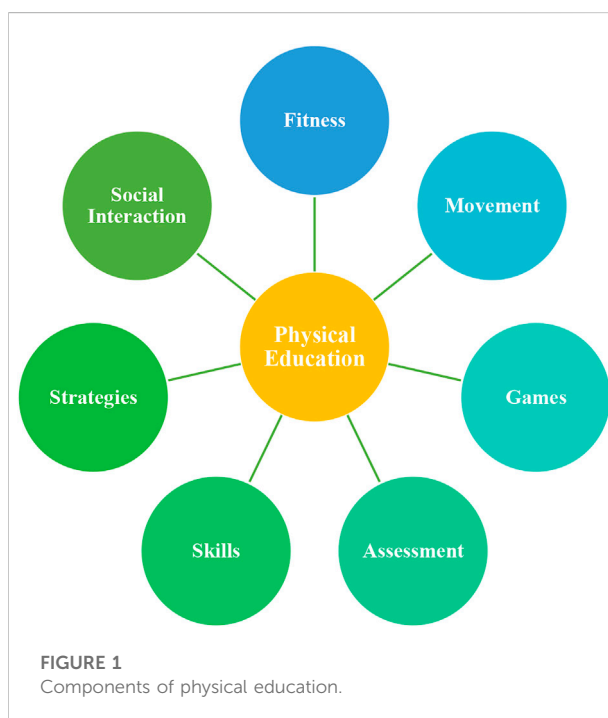 Fitness
Social
Interaction
Movement
Physical
Education
Strategies
Games
Skills
Assessment
FIGURE 1
Components of physical education.